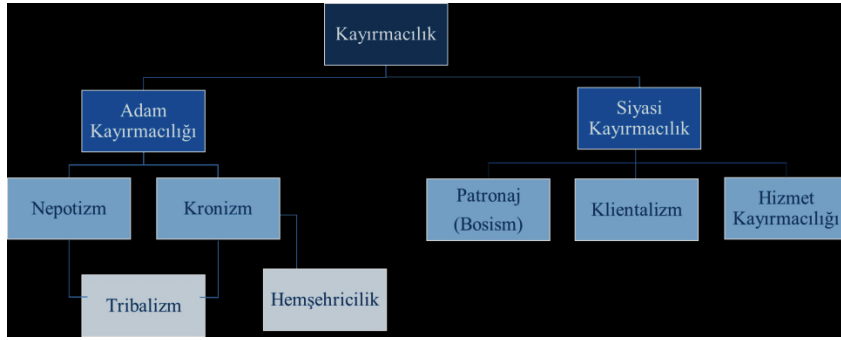 Kayırmacılık
Adam
Kayırmacılığı
Siyasi
Kayırmacılık
Nepotizm
Kronizm
Patronaj
(Bosism)
Klientalizm
Hizmet
Kayırmacılığı
Tribalizm
Hemşehricilik